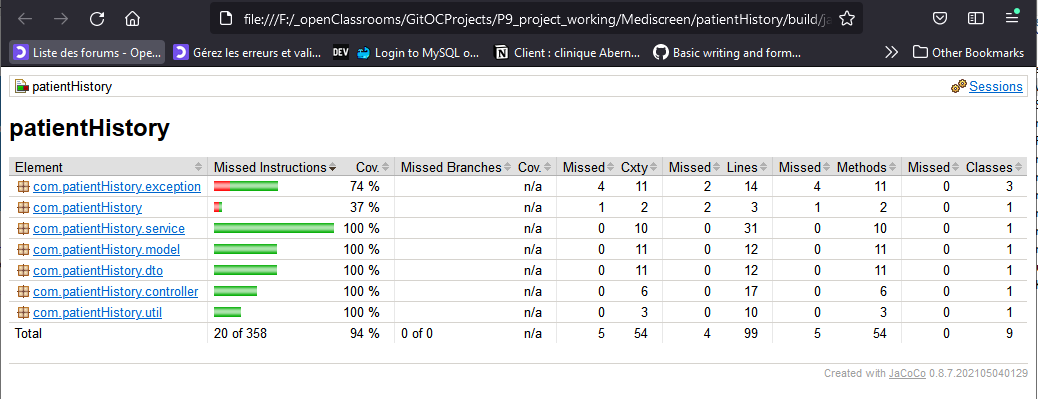 file:///F:/_openClassrooms/GitOCProjects/P9_project_working/Mediscreen/patientHistory/build/ja
Liste des forums - Ope... Gérez les erreurs et vali... DEV Login to MySQL o... Client : clinique Abern... Basic writing and form... Other Bookmarks
patientHistory Sessions
patientHistory
Element Missed Instructions Cov. Missed Branches Cov. Missed Cxty Missed Lines Missed Methods Missed Classes
com.patientHistory.exception 74 % n/a 4 11 2 14 4 11 0 3
com.patientHistory 37 % n/a 1 2 2 3 1 2 0 1
com.patientHistory.service 100 % n/a 0 10 0 31 0 10 0 1
com.patientHistory.model 100 % n/a 0 11 0 12 0 11 0 1
com.patientHistory.dto 100 % n/a 0 11 0 12 0 11 0 1
com.patientHistory.controller 100 % n/a 0 6 0 17 0 6 0 1
com.patientHistory.util 100 % n/a 0 3 0 10 0 3 0 1
Total 20 of 358 94 % 0 of 0 n/a 5 54 4 99 5 54 0 9
Created with JaCoCo 0.8.7.202105040129